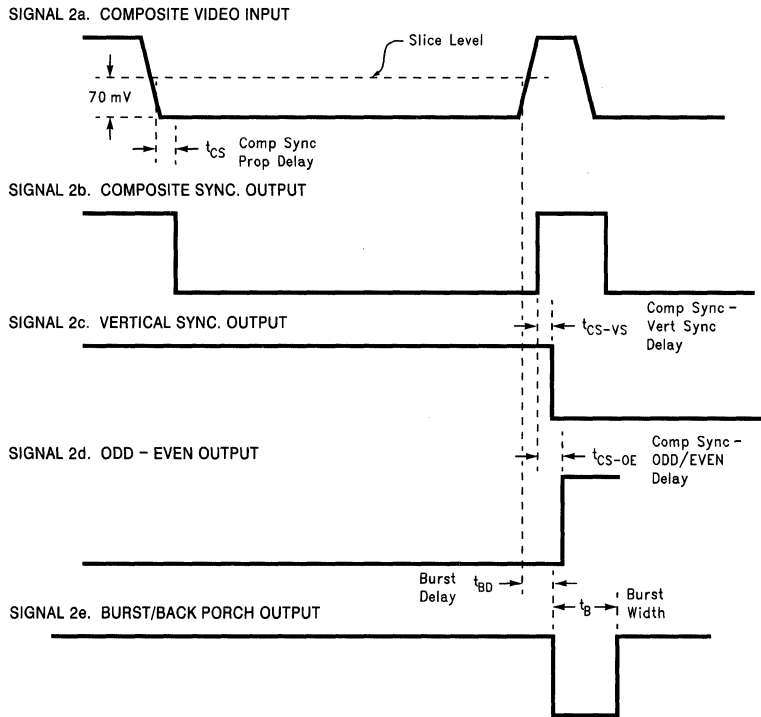 SIGNAL 2a. COMPOSITE VIDEO INPUT
Slice Level
70 mV
tCS Comp Sync
Prop Delay
SIGNAL 2b. COMPOSITE SYNC. OUTPUT
SIGNAL 2c. VERTICAL SYNC. OUTPUT
tCS-VS Comp Sync –
Vert Sync
Delay
SIGNAL 2d. ODD – EVEN OUTPUT
tCS-OE Comp Sync –
ODD/EVEN
Delay
Burst
Delay
tBD
SIGNAL 2e. BURST/BACK PORCH OUTPUT
tB
Burst
Width